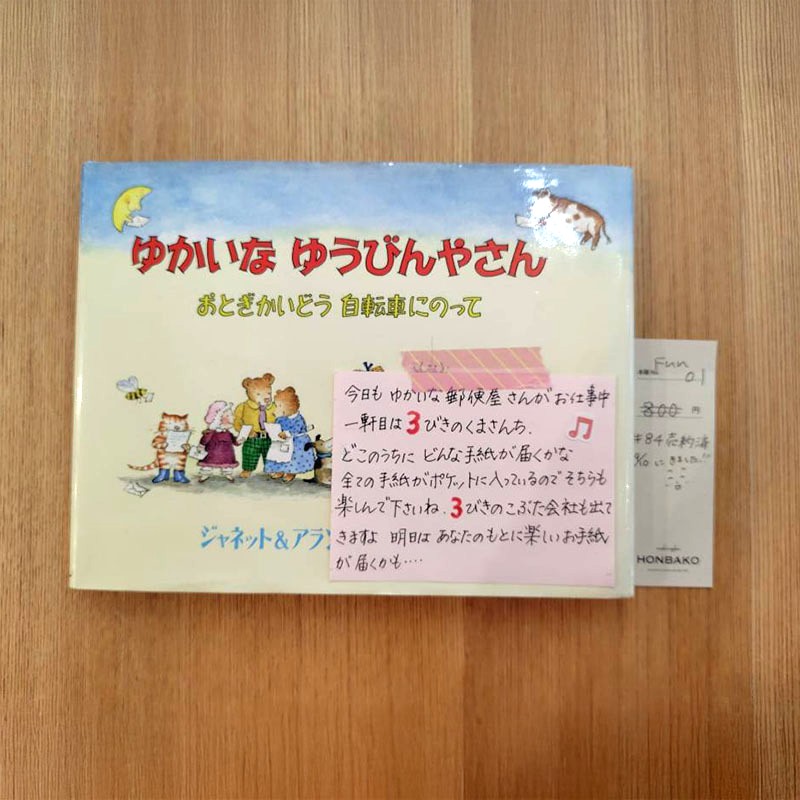 ゆかいな ゆうびんやさん
おとぎかいどう 自転車にのって
ジャネット&アラン
今日も ゆかいな郵便屋さんがお仕事中
一軒目は3びきのくまさんち.
どこのうちに どんな手紙が届くかな
全ての手紙がポケットに入っているのでそちらも
楽しんで下さいね.3びきのこぶた会社も出て
きますよ 明日は あなたのもとに楽しいお手紙
が届くかも‥‥
Fun
01
800 円
売約済
HONBAKO